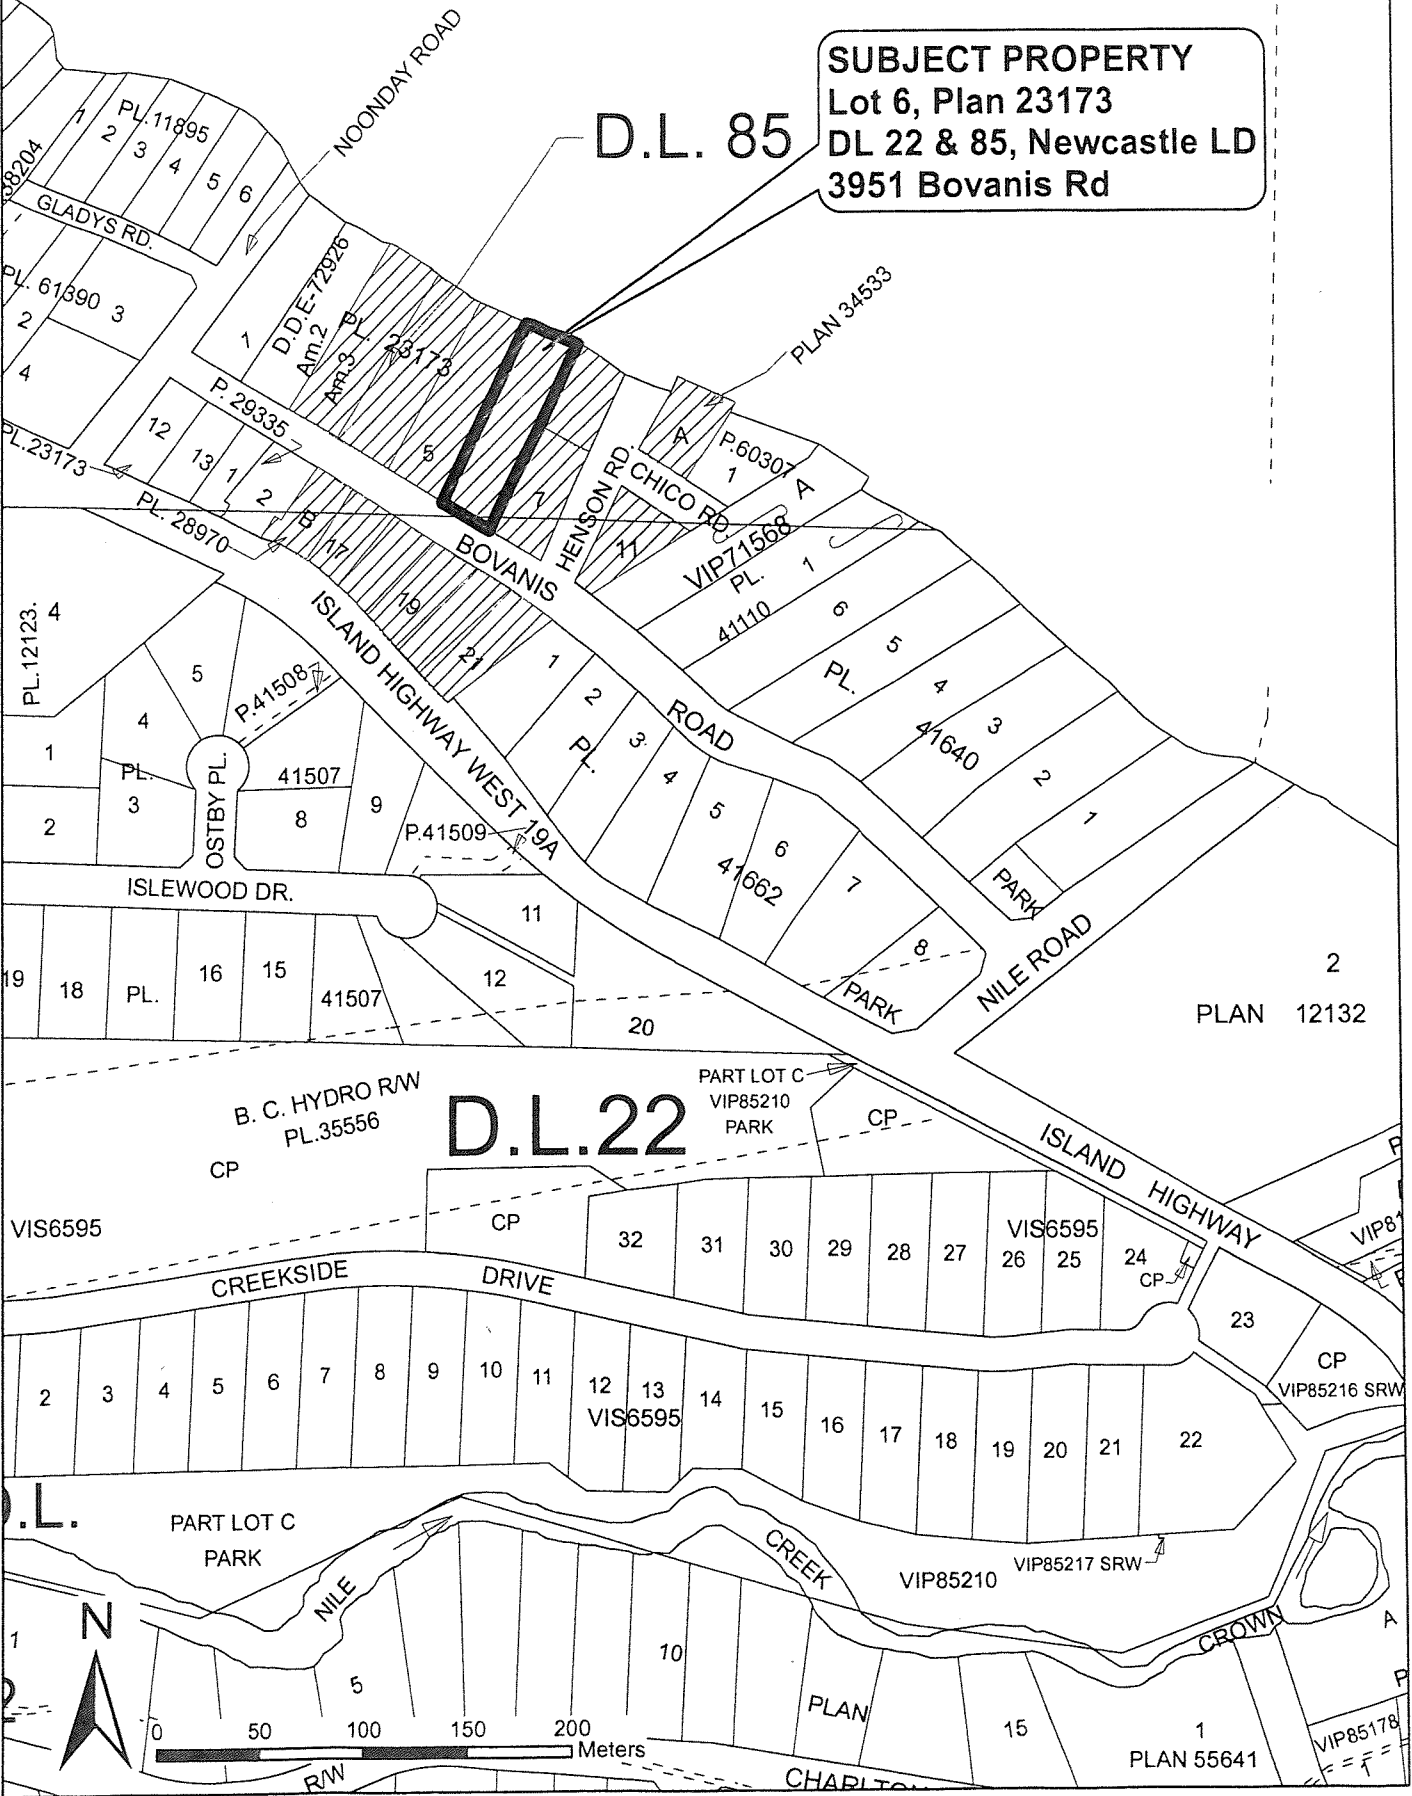 SUBJECT PROPERTY
Lot 6, Plan 23173
DL 22 & 85, Newcastle LD
3951 Bovanis Rd
D.L. 85
NOONDAY ROAD
PL.11895
1
2
3
4
5
6
38204
GLADYS RD.
PL. 61390
3
2
4
1
D.D.E-72926
Am.2
Am.3
PL. 23173
P. 29335
PLAN 34533
12
13
1
2
B
17
19
21
5
7
PL.23173
PL. 28970
A
P.60307
1
A
CHICO RD.
HENSON RD.
11
VIP71568
BOVANIS
ROAD
PL.
41110
1
6
5
4
3
2
1
PL.
41640
PARK
NILE ROAD
ISLAND HIGHWAY WEST 19A
1
2
3
4
5
6
7
8
PL.
41662
PARK
PL.12123.
4
5
P.41508
4
1
PL.
3
2
OSTBY PL.
41507
8
9
P.41509
ISLEWOOD DR.
11
12
19
18
PL.
16
15
41507
20
2
PLAN 12132
B. C. HYDRO R/W
PL.35556
D.L.22
PART LOT C
VIP85210
PARK
CP
CP
VIS6595
CP
ISLAND HIGHWAY
32
31
30
29
28
27
26
VIS6595
25
24
CP
23
CP
VIP85216 SRW
VIP81
CREEKSIDE DRIVE
2
3
4
5
6
7
8
9
10
11
12
13
VIS6595
14
15
16
17
18
19
20
21
22
D.L.
PART LOT C
PARK
NILE
CREEK
VIP85210
VIP85217 SRW
CROWN
A
N
1
2
5
10
PLAN
15
1
PLAN 55641
VIP85178
1
0 50 100 150 200
Meters
R/W
CHARLTON